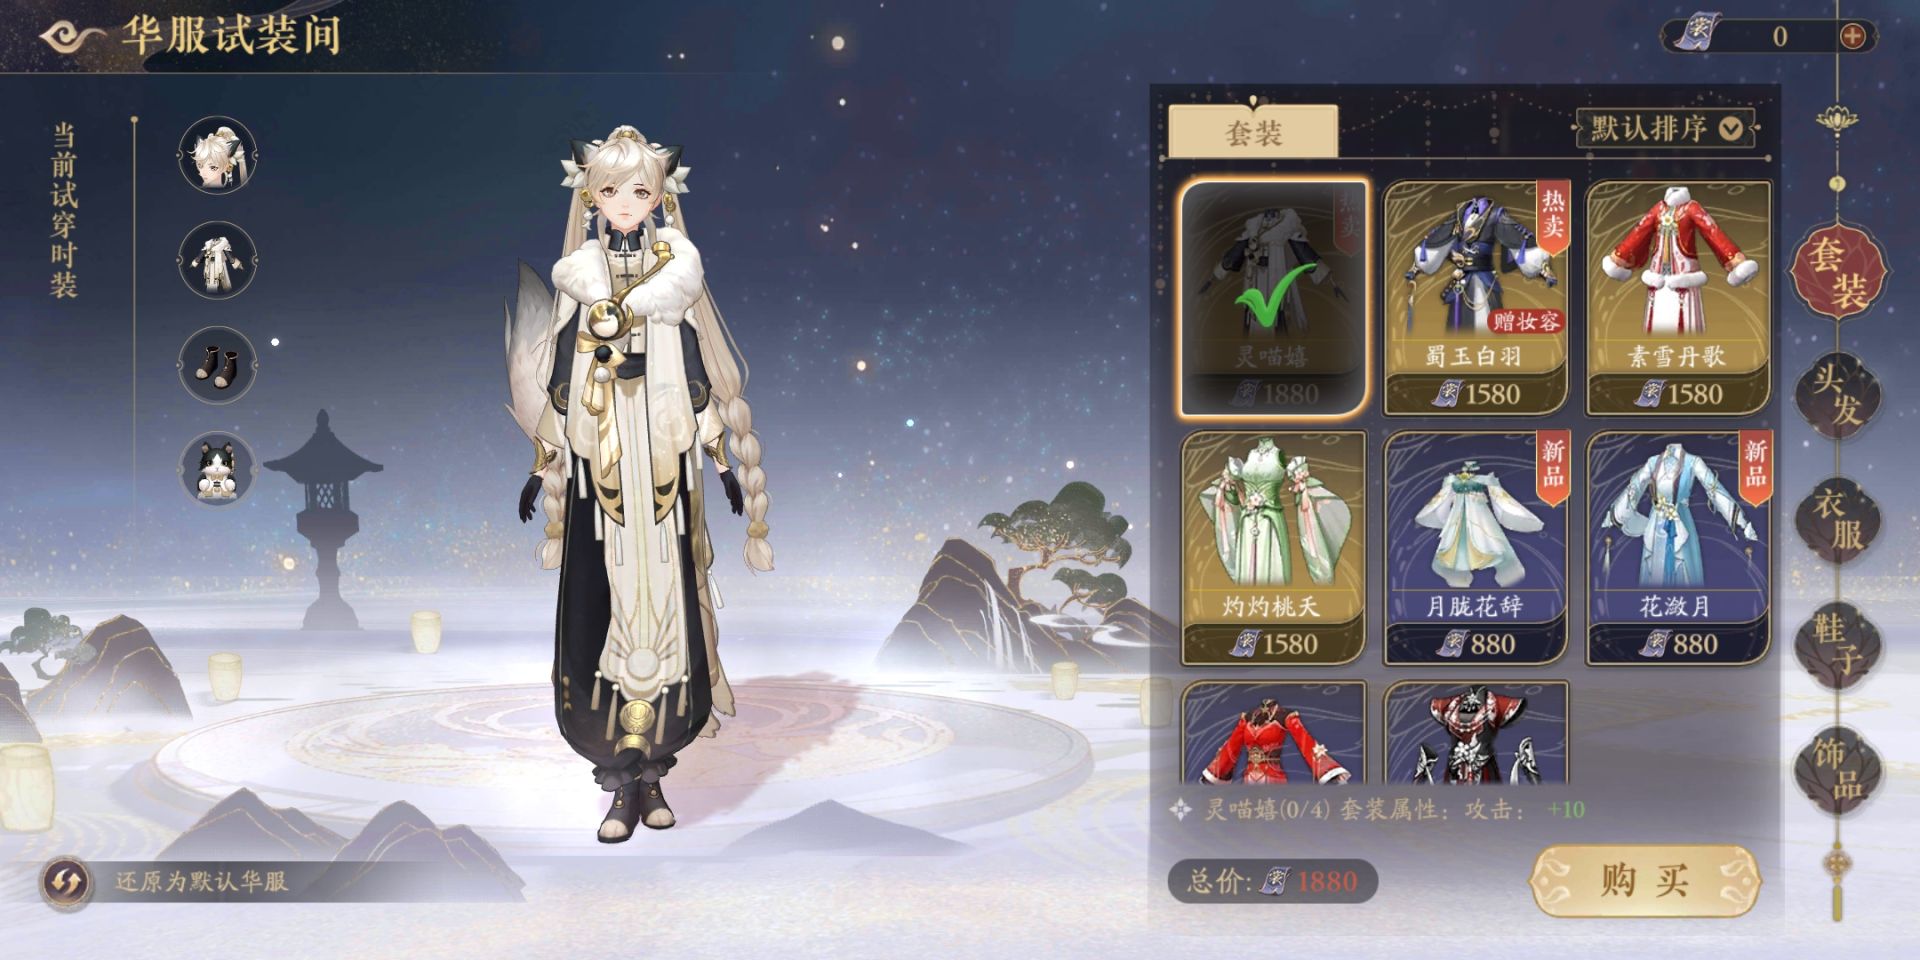 华服试装间
0
当前试穿时装
套装
默认排序
热卖
灵喵嬉
1880
热卖
赠妆容
蜀玉白羽
1580
素雪丹歌
1580
灼灼桃夭
1580
新品
月胧花辞
880
新品
花潋月
880
灵喵嬉(0/4) 套装属性：攻击： +10
总价: 1880
购买
还原为默认华服
套装
头发
衣服
鞋子
饰品